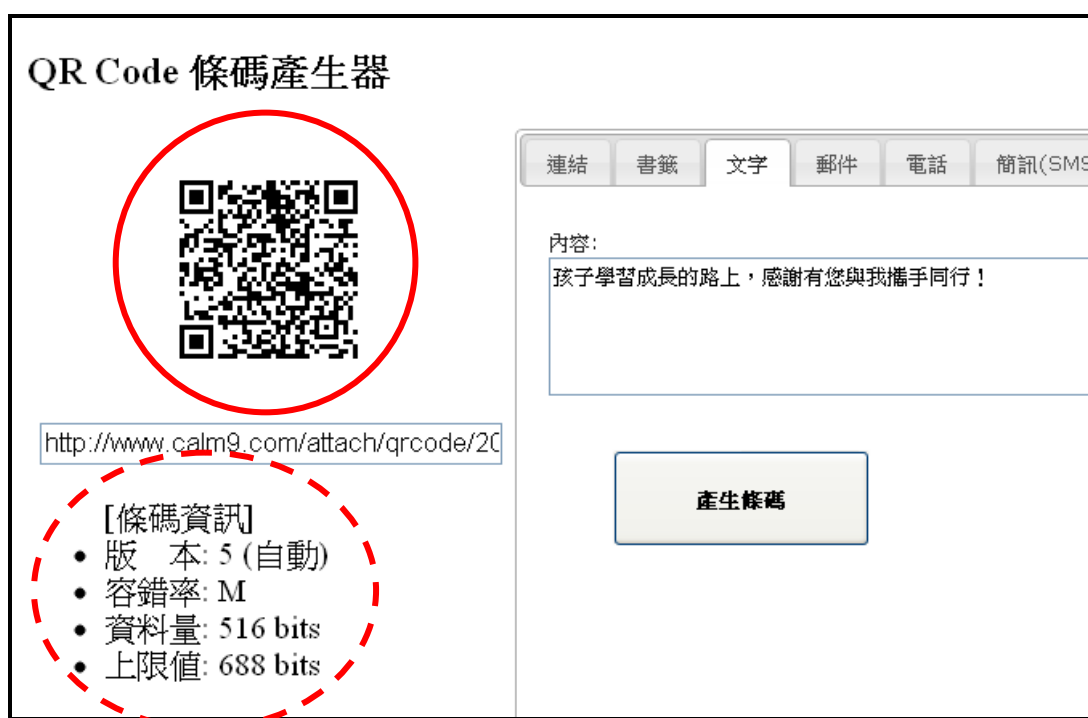 QR Code 條碼產生器
連結 書籤 文字 郵件 電話 簡訊(SMS
內容:
孩子學習成長的路上，感謝有您與我攜手同行！
http://www.calm9.com/attach/qrcode/20
產生條碼
[條碼資訊]
• 版　本: 5 (自動)
• 容錯率: M
• 資料量: 516 bits
• 上限值: 688 bits